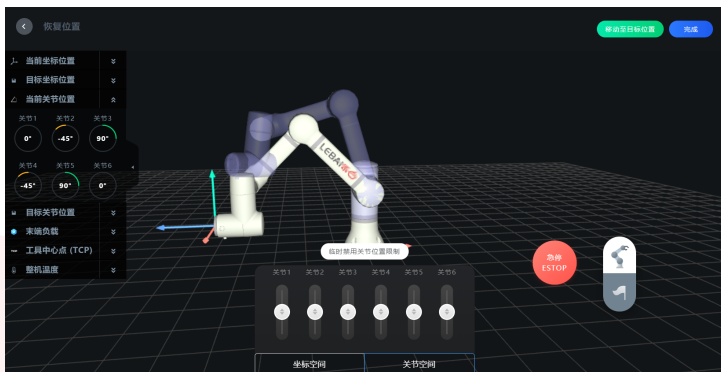 恢复位置
移动至目标位置 完成
当前坐标位置
目标坐标位置
当前关节位置
关节1 关节2 关节3
0° -45° 90°
关节4 关节5 关节6
-45° 90° 0°
目标关节位置
末端负载
工具中心点 (TCP)
整机温度
LEBAI
临时禁用关节位置限制
关节1 关节2 关节3 关节4 关节5 关节6
坐标空间 关节空间
急停
ESTOP